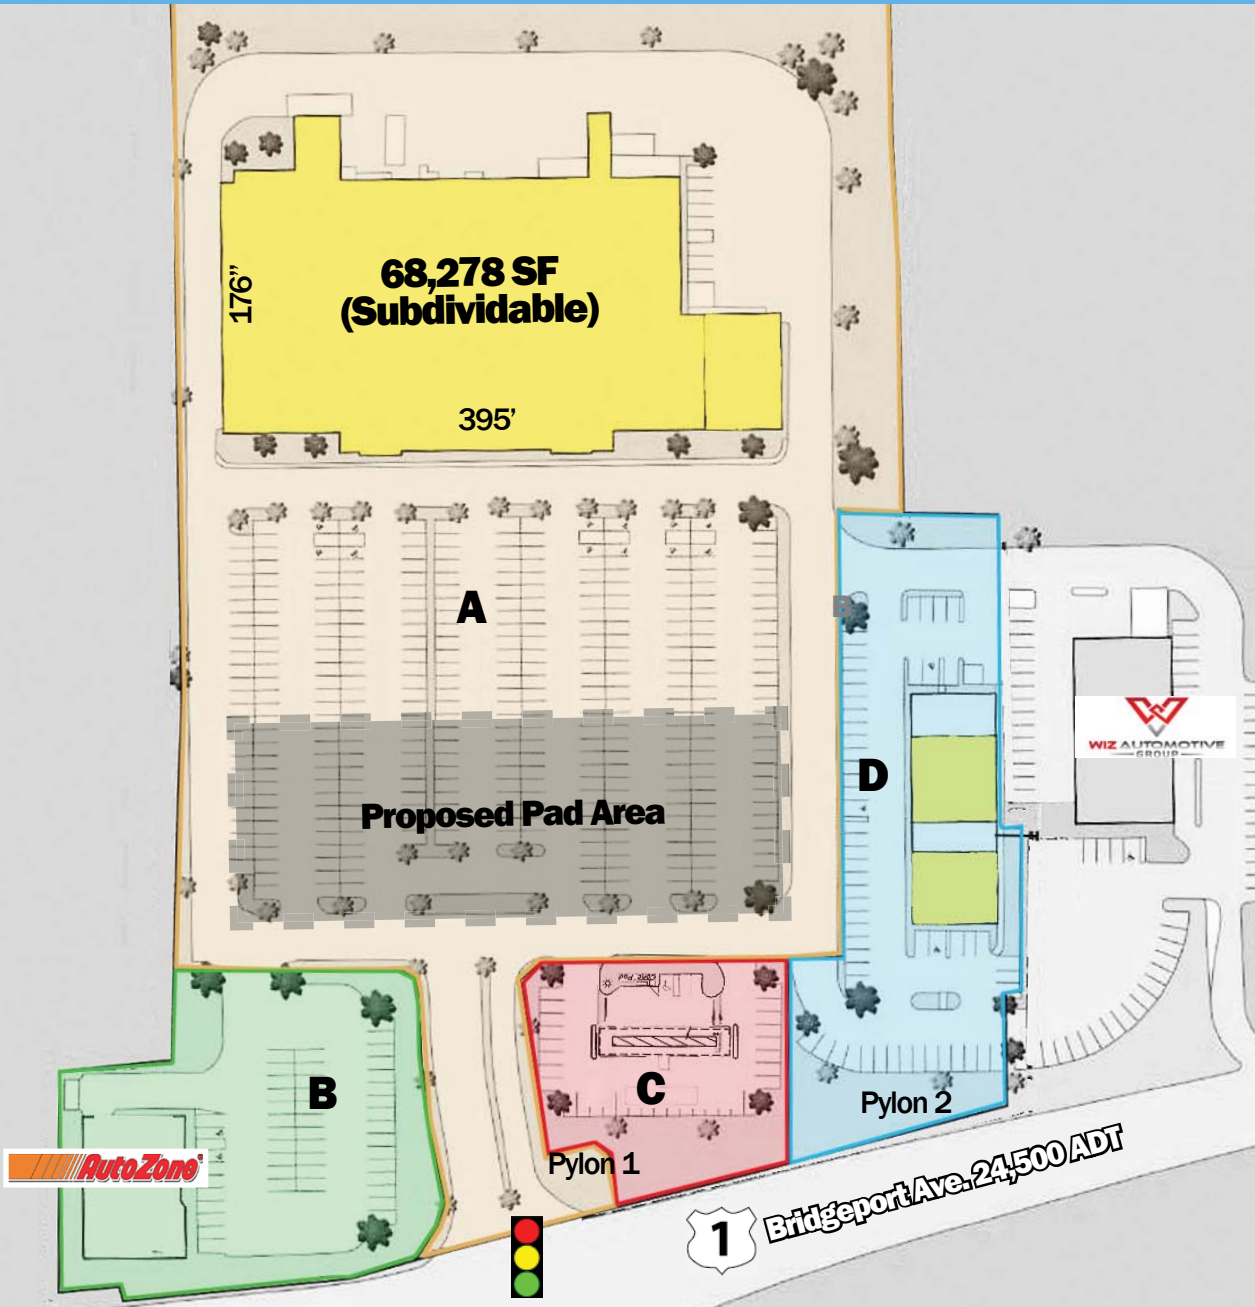 68,278 SF
(Subdividable)
176”
395’
A
B
Proposed Pad Area
D
WIZ AUTOMOTIVE
GROUP
B
C
Pylon 2
AutoZone
Pylon 1
1
Bridgeport Ave. 24,500 ADT